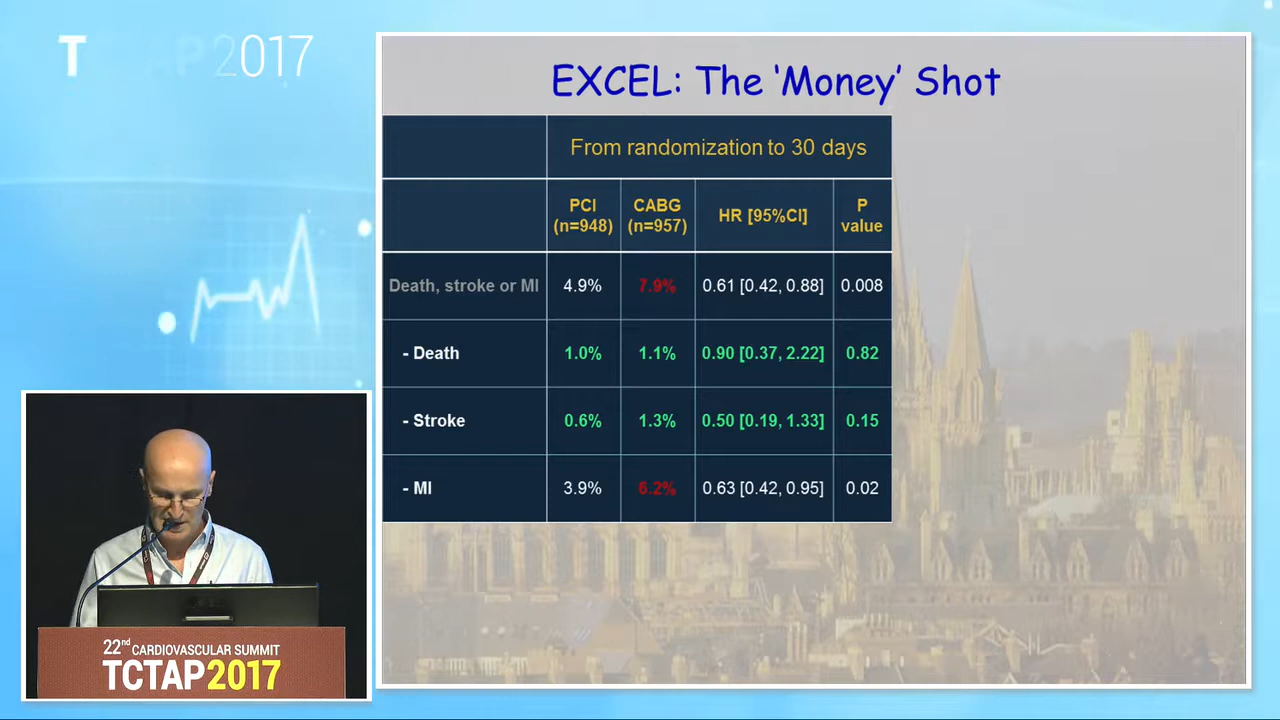 TCTAP2017
EXCEL: The 'Money' Shot
From randomization to 30 days
PCI (n=948) CABG (n=957) HR [95%CI] P value
Death, stroke or MI 4.9% 7.9% 0.61 [0.42, 0.88] 0.008
- Death 1.0% 1.1% 0.90 [0.37, 2.22] 0.82
- Stroke 0.6% 1.3% 0.50 [0.19, 1.33] 0.15
- MI 3.9% 6.2% 0.63 [0.42, 0.95] 0.02
22nd CARDIOVASCULAR SUMMIT
TCTAP2017